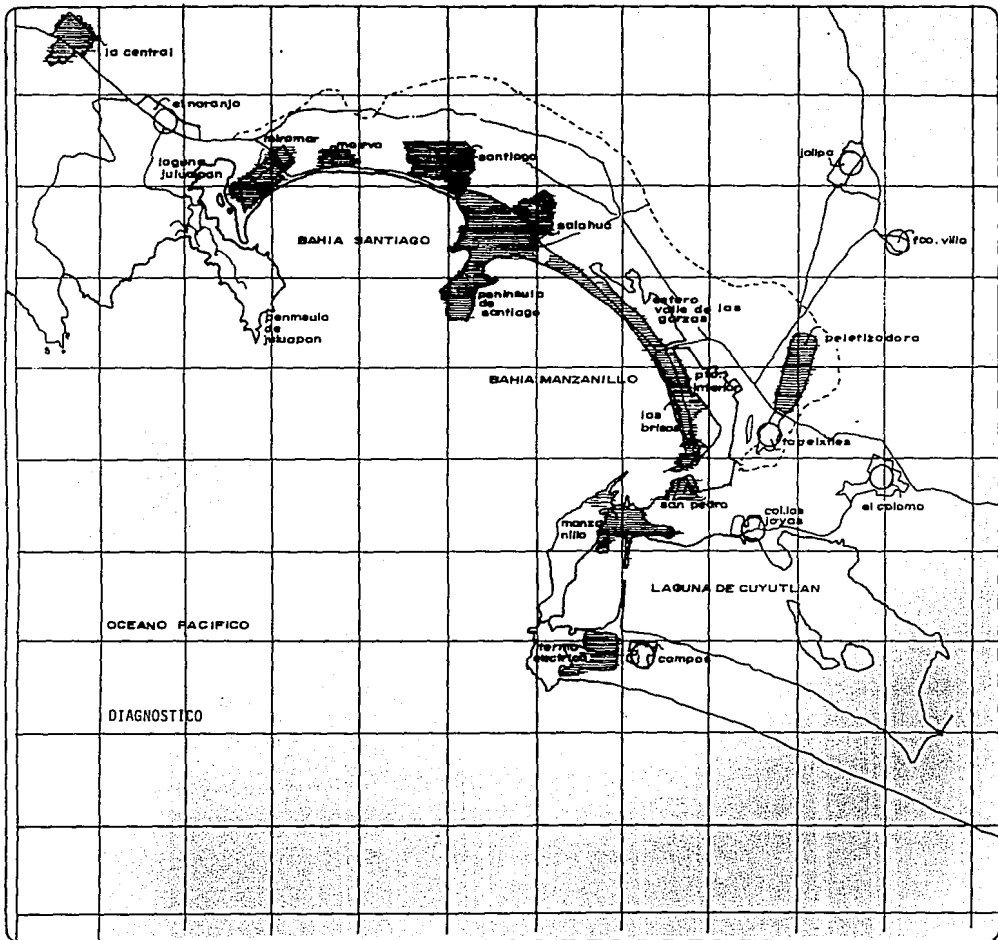 la central
el naranjo
miramar
laguna
juluapan
santiago
jalipa
BAHIA SANTIAGO
salahua
fco. villa
peninsula
de
santiago
estero
valle de las
garzas
peninsula
de
juluapan
peletizadora
BAHIA MANZANILLO
pto.
interior
las
brisas
tapeixtles
san pedro
el colomo
manza
nillo
col.las
joyas
LAGUNA DE CUYUTLAN
OCEANO PACIFICO
termo
electrica
campos
DIAGNOSTICO